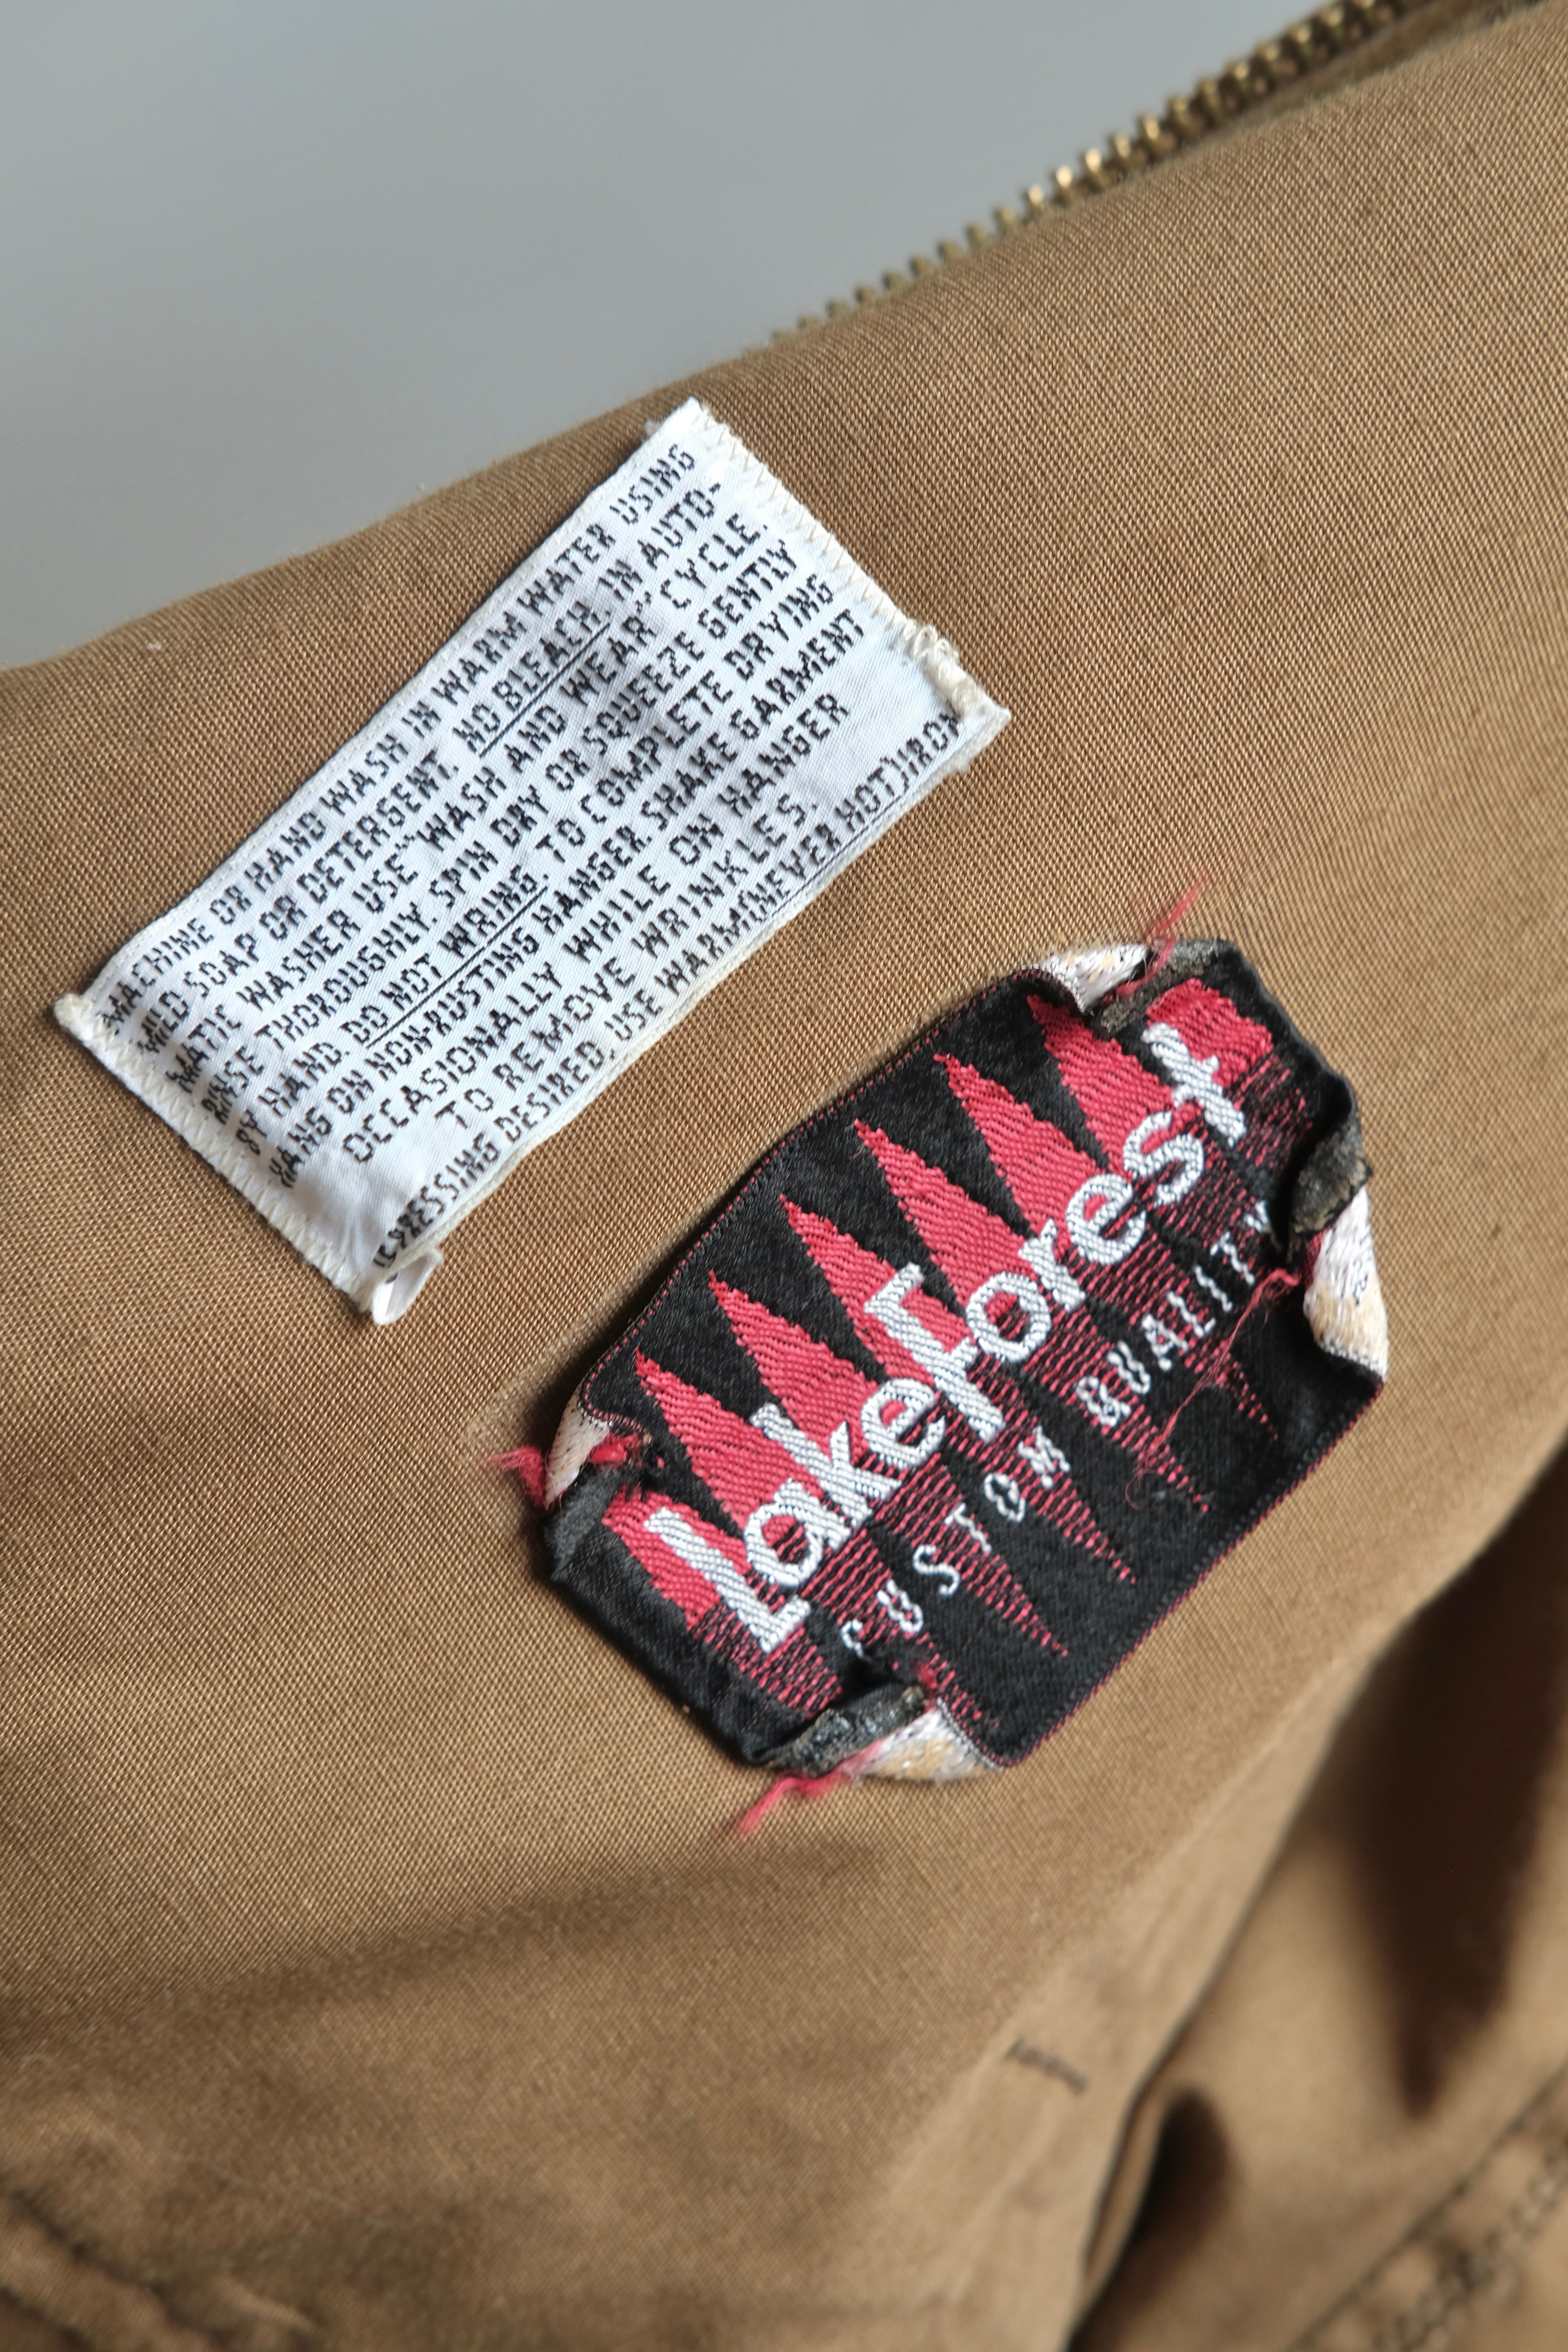 MACHINE OR HAND WASH IN WARM WATER USING
MILD SOAP OR DETERGENT. NO BLEACH. IN AUTO-
MATIC WASHER USE "WASH AND WEAR" CYCLE.
RINSE THOROUGHLY. SPIN DRY OR SQUEEZE GENTLY
BY HAND. DO NOT WRING. TO COMPLETE DRYING
HANG ON NON-RUSTING HANGER. SHAKE GARMENT
OCCASIONALLY WHILE ON HANGER
TO REMOVE WRINKLES.
PRESSING DESIRED, USE WARM (NEVER HOT) IRON
LakeForest
CUSTOM QUALITY